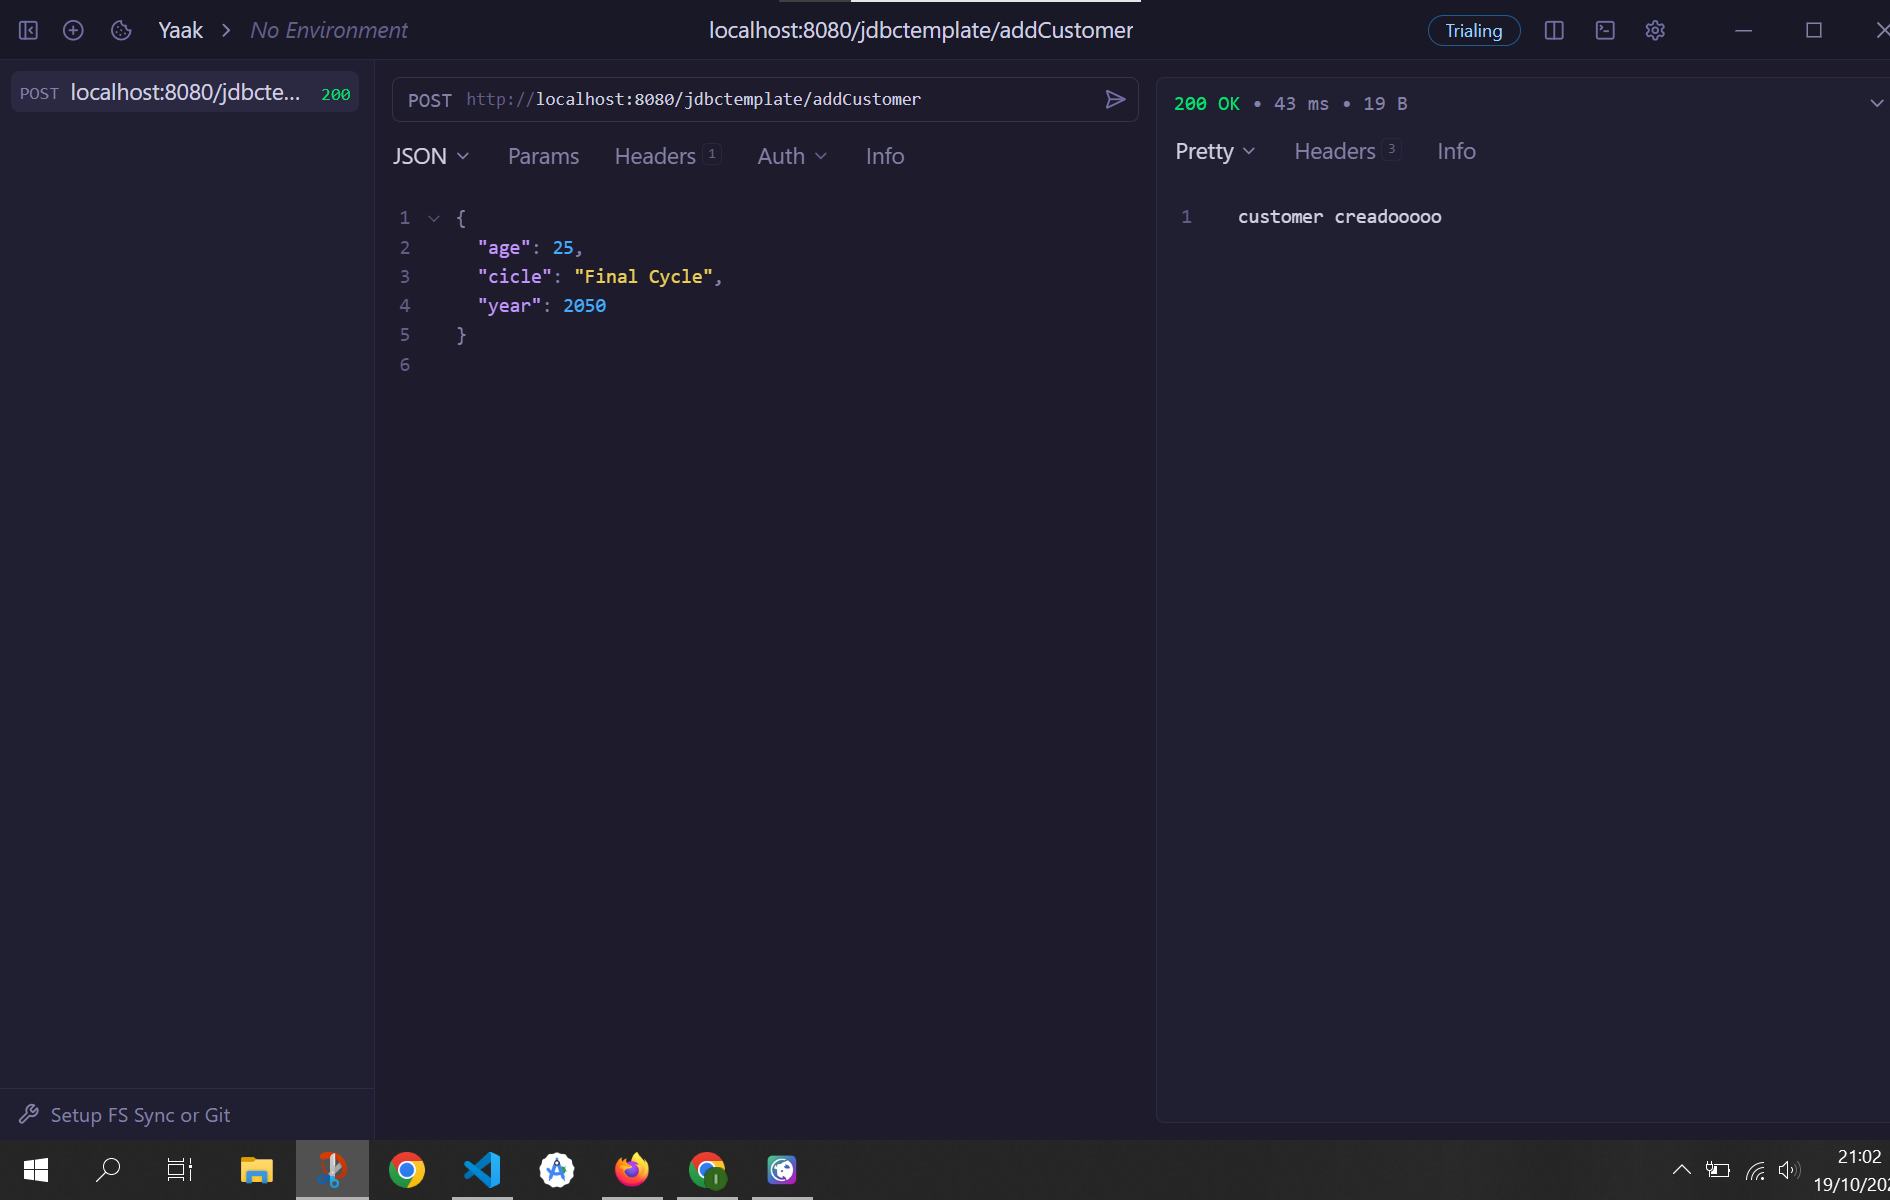 Yaak > No Environment
localhost:8080/jdbctemplate/addCustomer
Trialing
POST localhost:8080/jdbcte... 200
POST http://localhost:8080/jdbctemplate/addCustomer
JSON Params Headers 1 Auth Info
1 {
2 "age": 25,
3 "cicle": "Final Cycle",
4 "year": 2050
5 }
6
200 OK • 43 ms • 19 B
Pretty Headers 3 Info
1 customer creadooooo
Setup FS Sync or Git
21:02
19/10/202